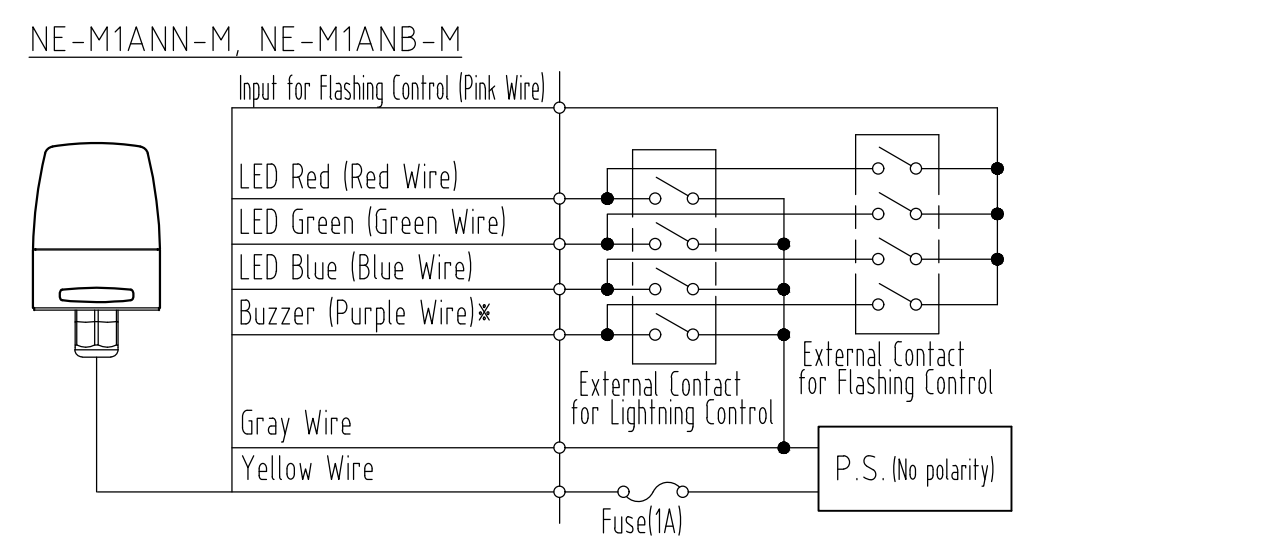 NE-M1ANN-M, NE-M1ANB-M
Input for Flashing Control (Pink Wire)
LED Red (Red Wire)
LED Green (Green Wire)
LED Blue (Blue Wire)
Buzzer (Purple Wire)※
External Contact
for Flashing Control
External Contact
for Lightning Control
Gray Wire
Yellow Wire
P.S. (No polarity)
Fuse(1A)